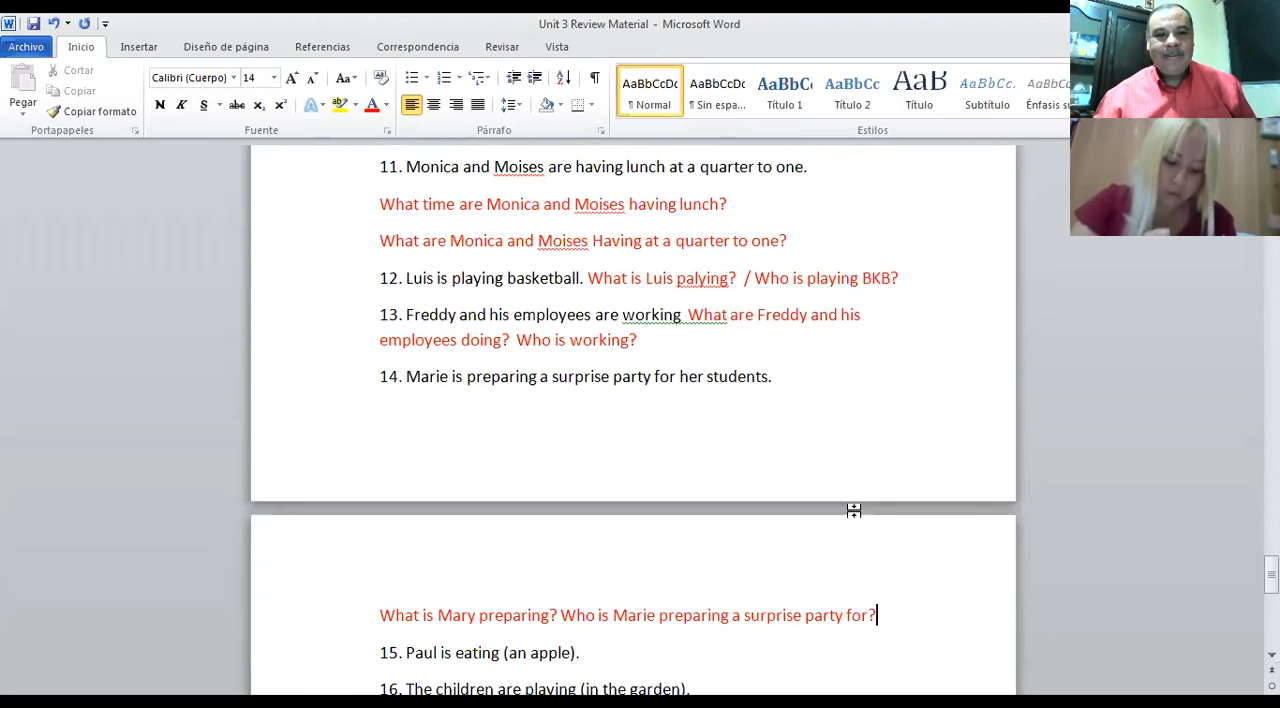 Unit 3 Review Material - Microsoft Word
Archivo Inicio Insertar Diseño de página Referencias Correspondencia Revisar Vista
Pegar
Cortar
Copiar
Copiar formato
Portapapeles
Calibri (Cuerpo) 14
Fuente
Párrafo
AaBbCcDc AaBbCcDc AaBbC AaBbCc AaB AaBbCc AaBbCc
¶ Normal ¶ Sin espa... Título 1 Título 2 Título Subtítulo Énfasis su
Estilos
11. Monica and Moises are having lunch at a quarter to one.
What time are Monica and Moises having lunch?
What are Monica and Moises Having at a quarter to one?
12. Luis is playing basketball. What is Luis palying? / Who is playing BKB?
13. Freddy and his employees are working What are Freddy and his
employees doing? Who is working?
14. Marie is preparing a surprise party for her students.
What is Mary preparing? Who is Marie preparing a surprise party for?
15. Paul is eating (an apple).
16. The children are playing (in the garden).